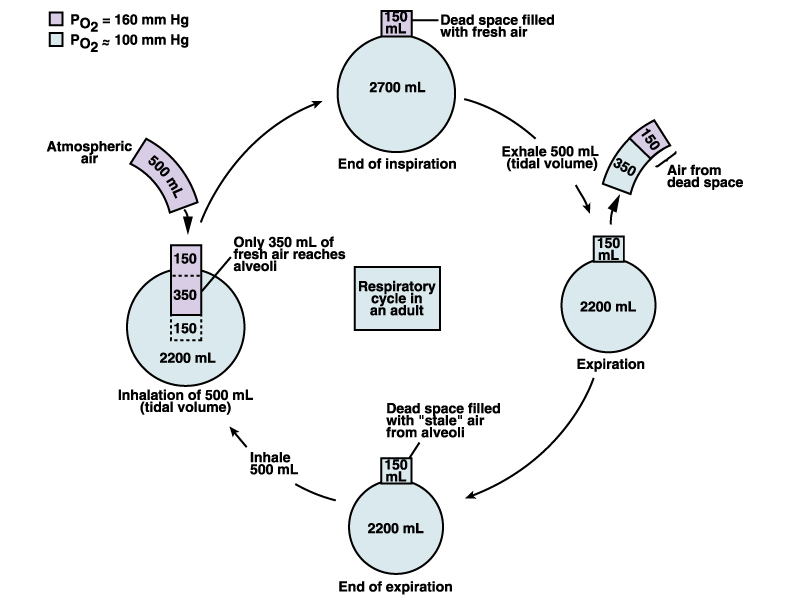 PO2 = 160 mm Hg
PO2 ≈ 100 mm Hg
150
mL
Dead space filled
with fresh air
2700 mL
End of inspiration
Atmospheric
air
500 mL
Exhale 500 mL
(tidal volume)
150
350
Air from
dead space
Only 350 mL of
fresh air reaches
alveoli
150
350
150
2200 mL
Inhalation of 500 mL
(tidal volume)
Respiratory
cycle in
an adult
150
mL
2200 mL
Expiration
Dead space filled
with "stale" air
from alveoli
Inhale
500 mL
150
mL
2200 mL
End of expiration